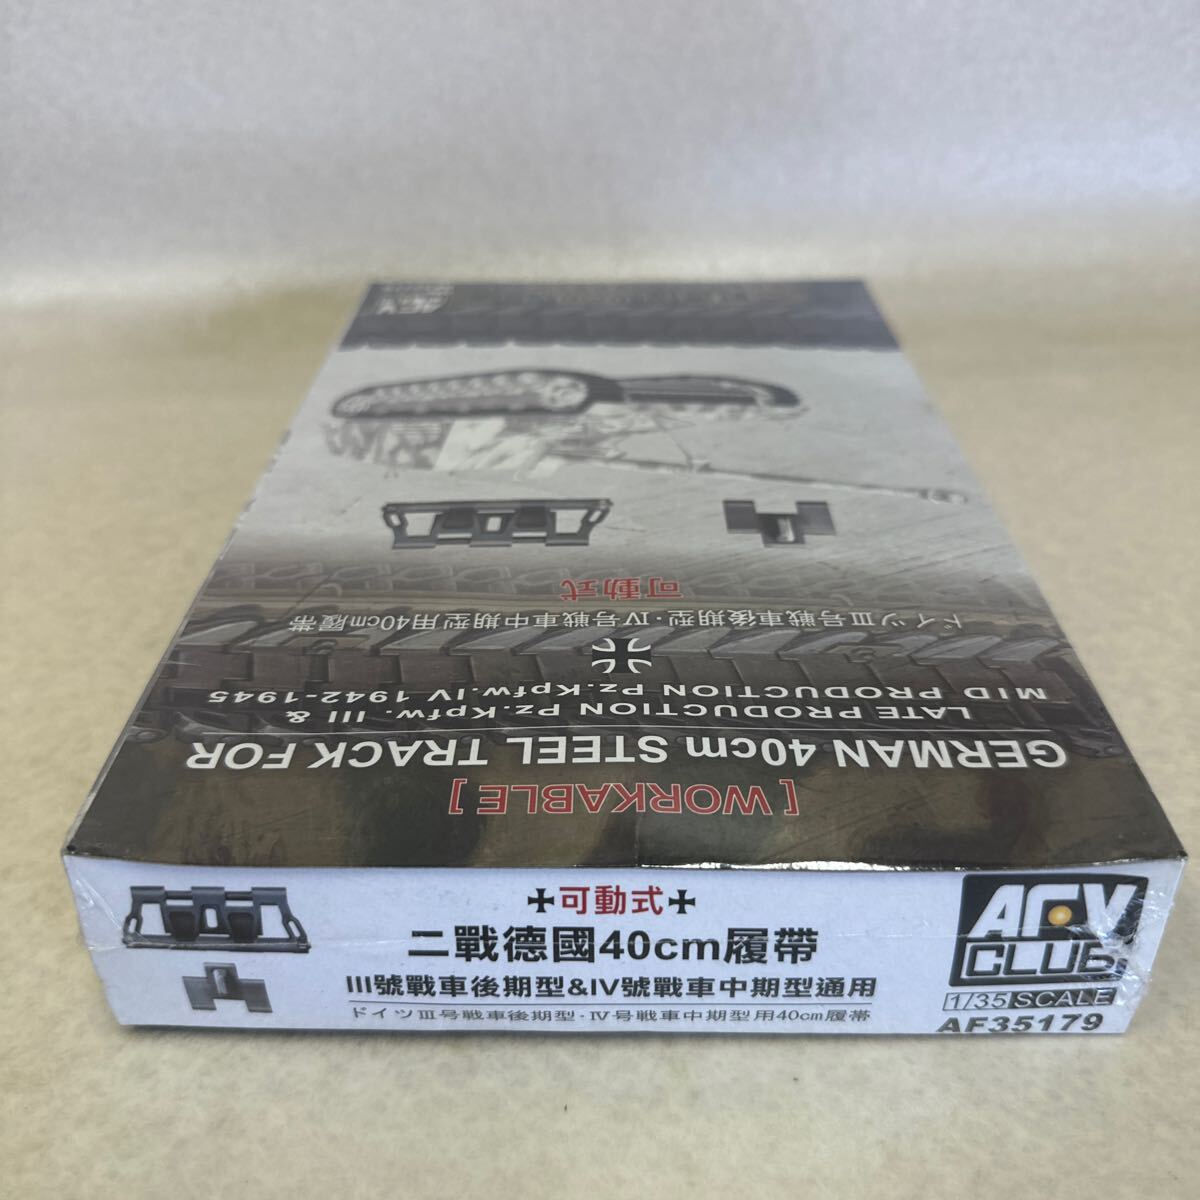 [WORKABLE]
GERMAN 40cm STEEL TRACK FOR
LATE PRODUCTION Pz.Kpfw. III &
MID PRODUCTION Pz.Kpfw.IV 1942-1945
ドイツⅢ号戦車後期型・Ⅳ号戦車中期型用40cm履帯
可動式
可動式
二戰德國40cm履帶
III號戰車後期型&IV號戰車中期型通用
ドイツⅢ号戦車後期型・Ⅳ号戦車中期型用40cm履帯
AFV
CLUB
1/35 SCALE
AF35179